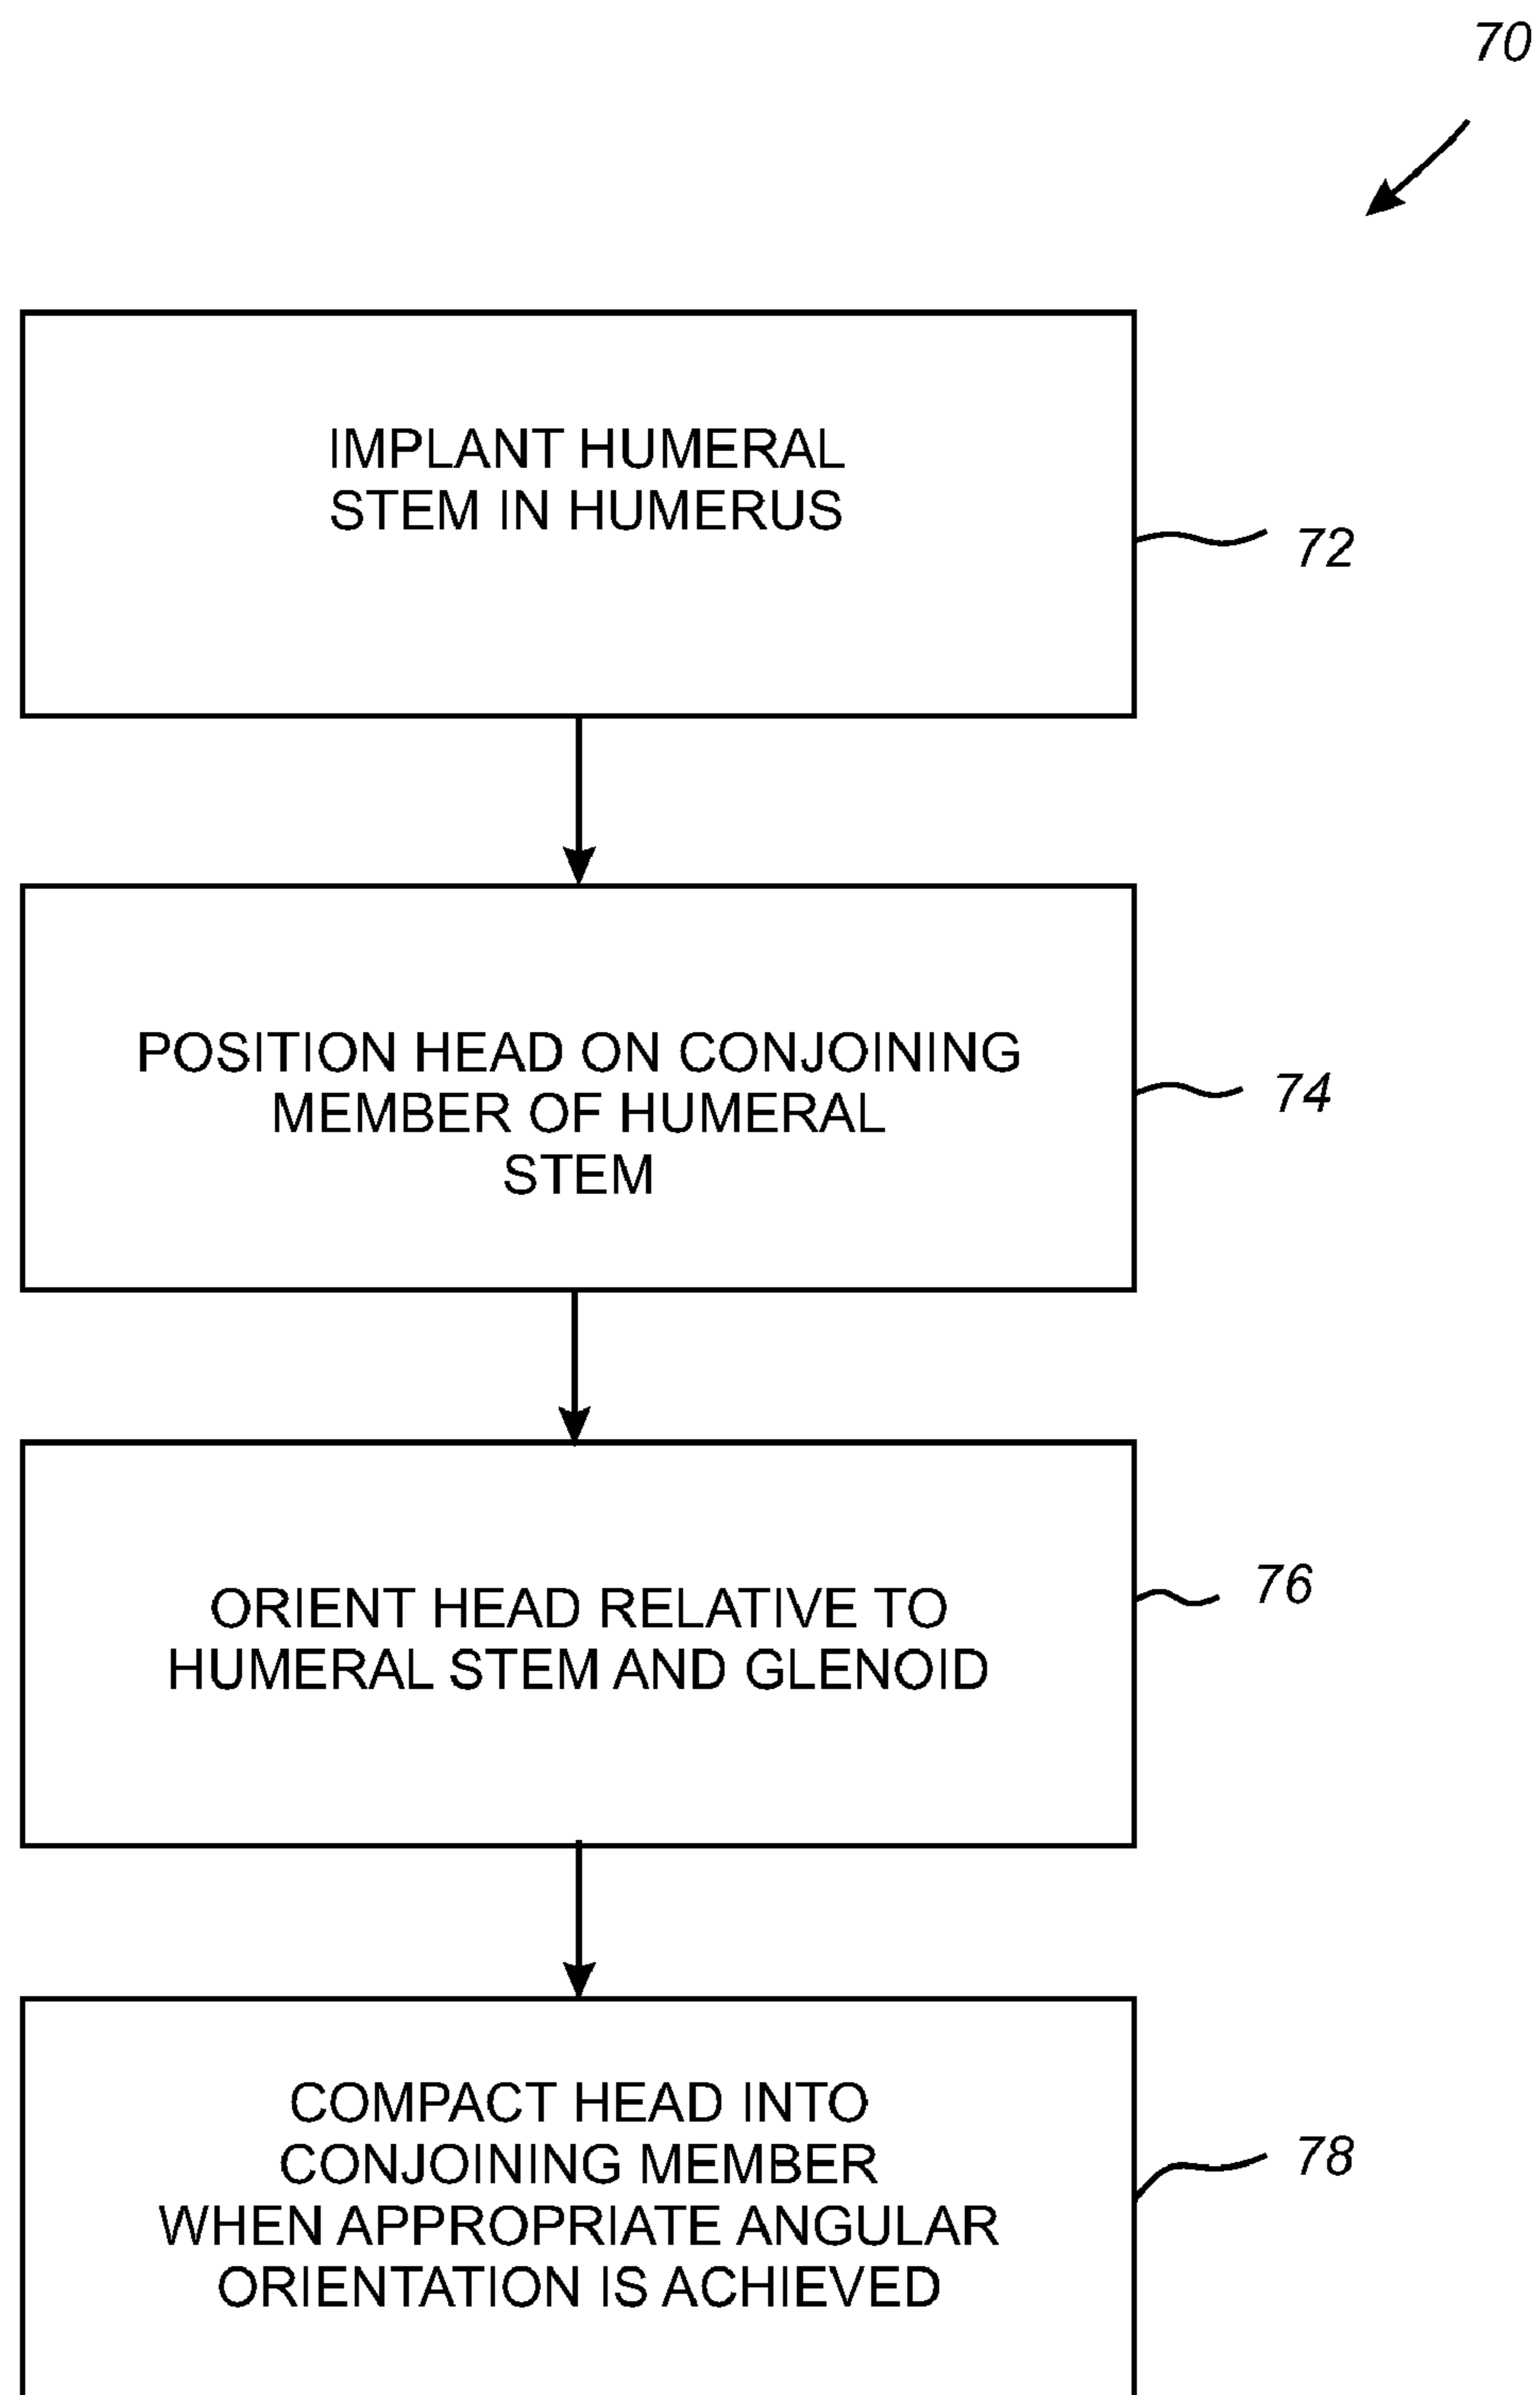 70
IMPLANT HUMERAL
STEM IN HUMERUS
72
POSITION HEAD ON CONJOINING
MEMBER OF HUMERAL
STEM
74
ORIENT HEAD RELATIVE TO
HUMERAL STEM AND GLENOID
76
COMPACT HEAD INTO
CONJOINING MEMBER
WHEN APPROPRIATE ANGULAR
ORIENTATION IS ACHIEVED
78